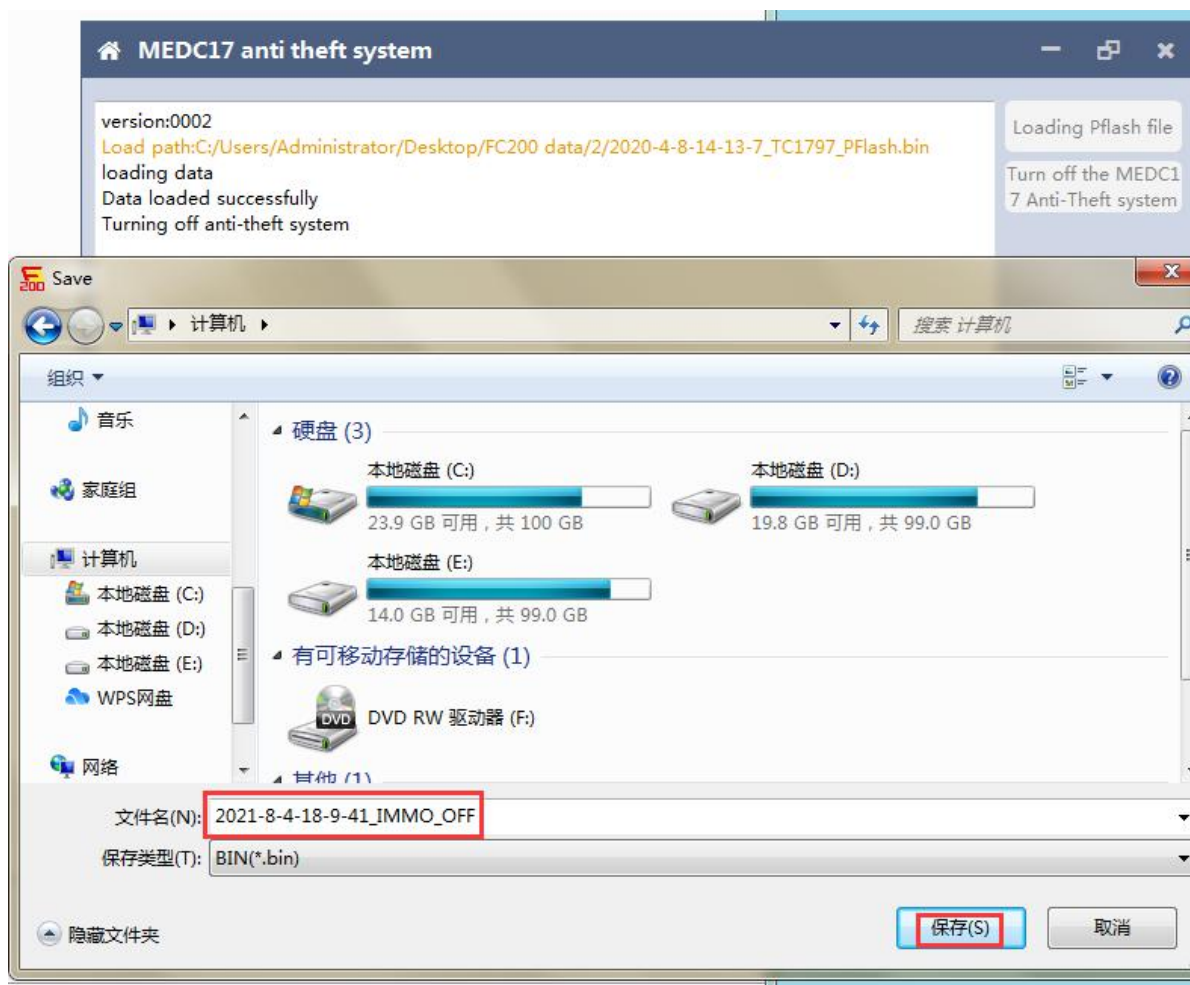 MEDC17 anti theft system
version:0002
Load path:C:/Users/Administrator/Desktop/FC200 data/2/2020-4-8-14-13-7_TC1797_PFlash.bin
loading data
Data loaded successfully
Turning off anti-theft system
Loading Pflash file
Turn off the MEDC1
7 Anti-Theft system
200 Save
计算机
搜索 计算机
组织
音乐
家庭组
计算机
本地磁盘 (C:)
本地磁盘 (D:)
本地磁盘 (E:)
WPS网盘
网络
硬盘 (3)
本地磁盘 (C:)
23.9 GB 可用 , 共 100 GB
本地磁盘 (D:)
19.8 GB 可用 , 共 99.0 GB
本地磁盘 (E:)
14.0 GB 可用 , 共 99.0 GB
有可移动存储的设备 (1)
DVD
DVD RW 驱动器 (F:)
其他 (1)
文件名(N): 2021-8-4-18-9-41_IMMO_OFF
保存类型(T): BIN(*.bin)
隐藏文件夹
保存(S)
取消